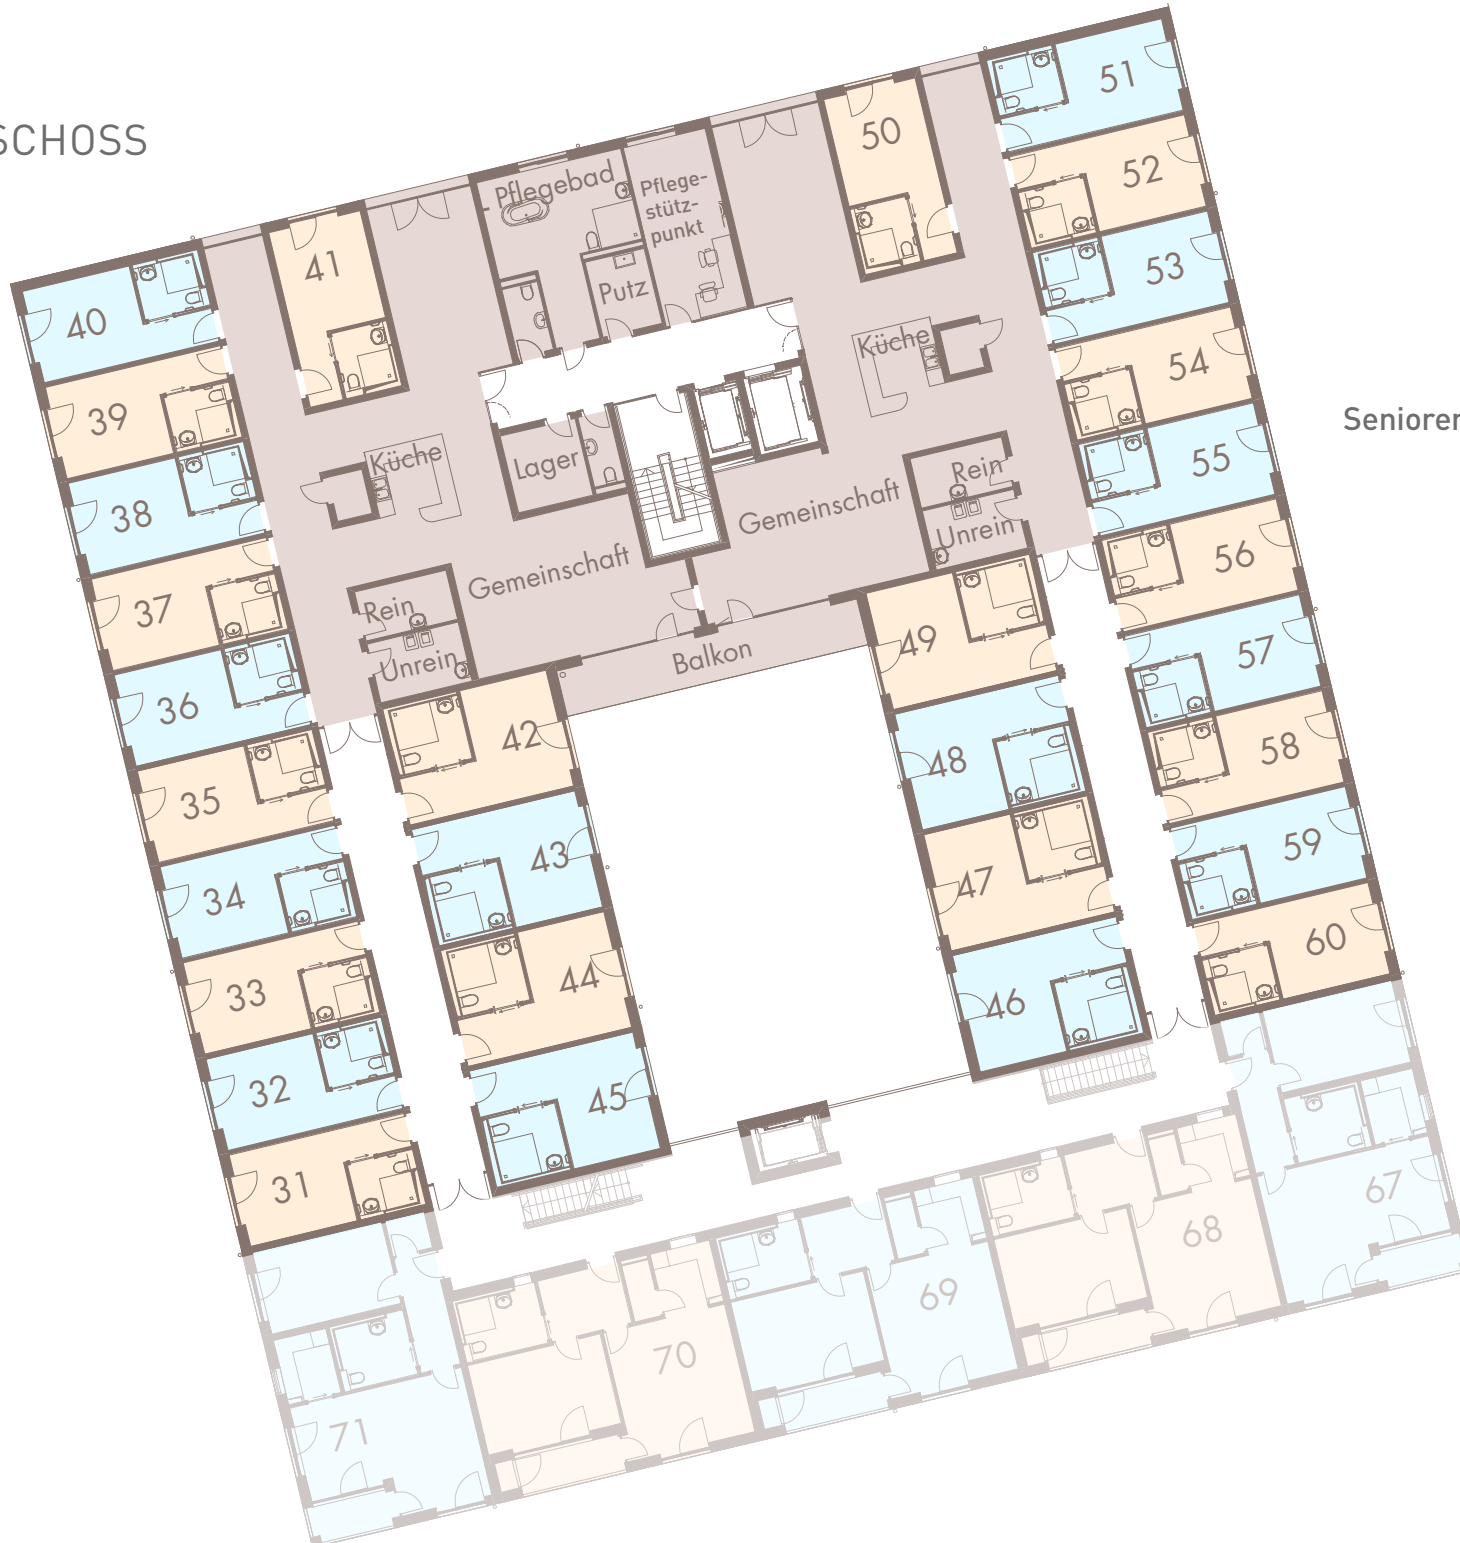 SCHOSS
51
50
52
Pflegebad
Pflege-
stütz-
punkt
41
53
Putz
40
Küche
54
39
Senioren
Küche
Lager
55
Rein
38
Gemeinschaft
Unrein
56
Gemeinschaft
37
Rein
49
57
Balkon
Unrein
36
42
58
48
35
59
43
47
34
60
44
33
46
32
45
31
67
68
69
70
71